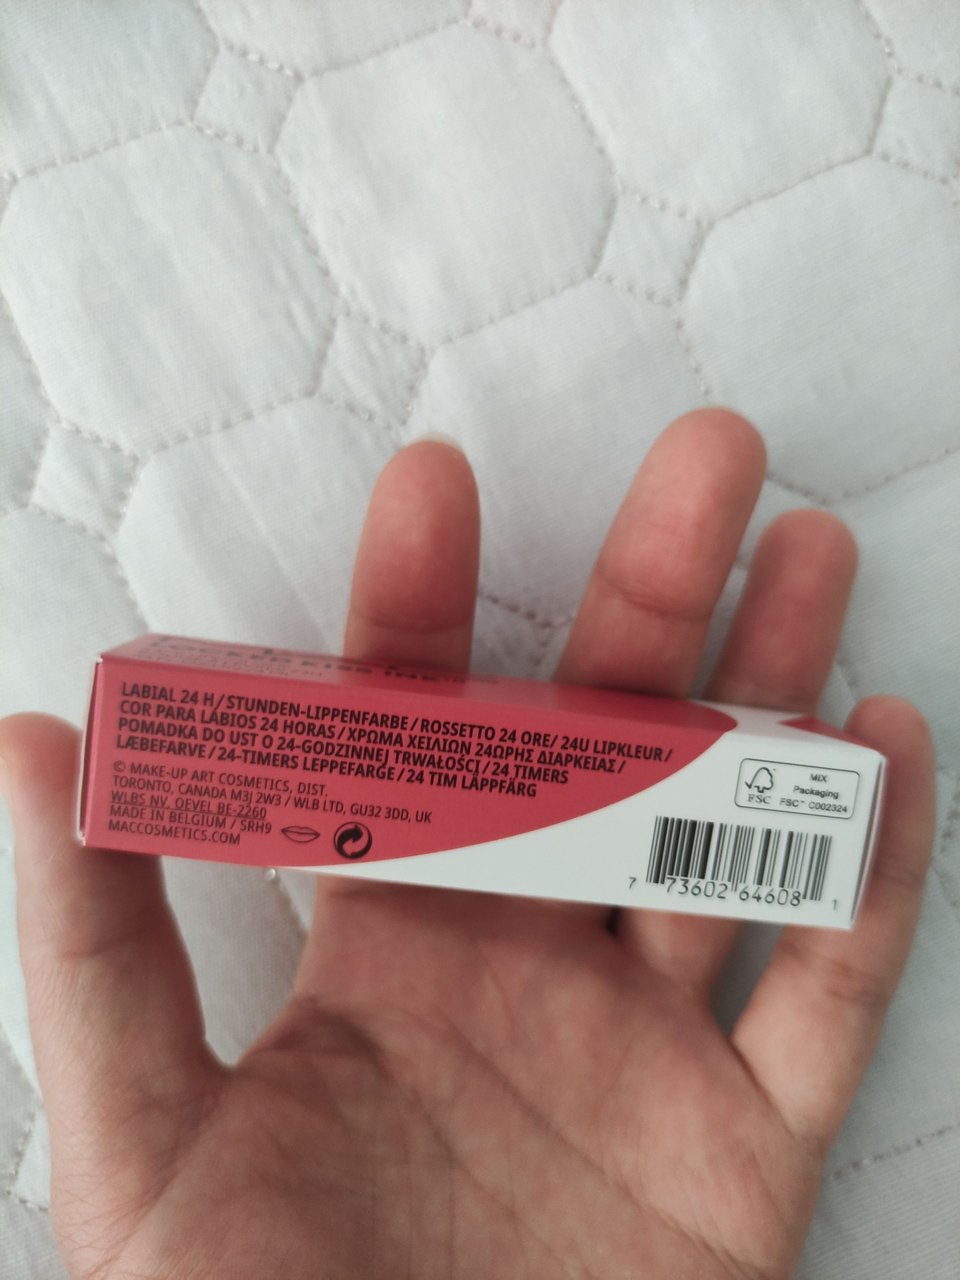 LOCKED KISS INK
LABIAL 24 H / STUNDEN-LIPPENFARBE / ROSSETTO 24 ORE / 24U LIPKLEUR /
COR PARA LÁBIOS 24 HORAS / ΧΡΩΜΑ ΧΕΙΛΙΩΝ 24ΩΡΗΣ ΔΙΑΡΚΕΙΑΣ /
POMADKA DO UST O 24-GODZINNEJ TRWAŁOŚCI / 24 TIMERS
LÆBEFARVE / 24-TIMERS LEPPEFARGE / 24 TIM LÄPPFÄRG
© MAKE-UP ART COSMETICS, DIST.
TORONTO, CANADA M3J 2W3 / WLB LTD, GU32 3DD, UK
WLBS NV. OEVEL BE-2260
MADE IN BELGIUM / SRH9
MACCOSMETICS.COM
FSC
MIX
Packaging
FSC™ C002324
7 73602 64608 1